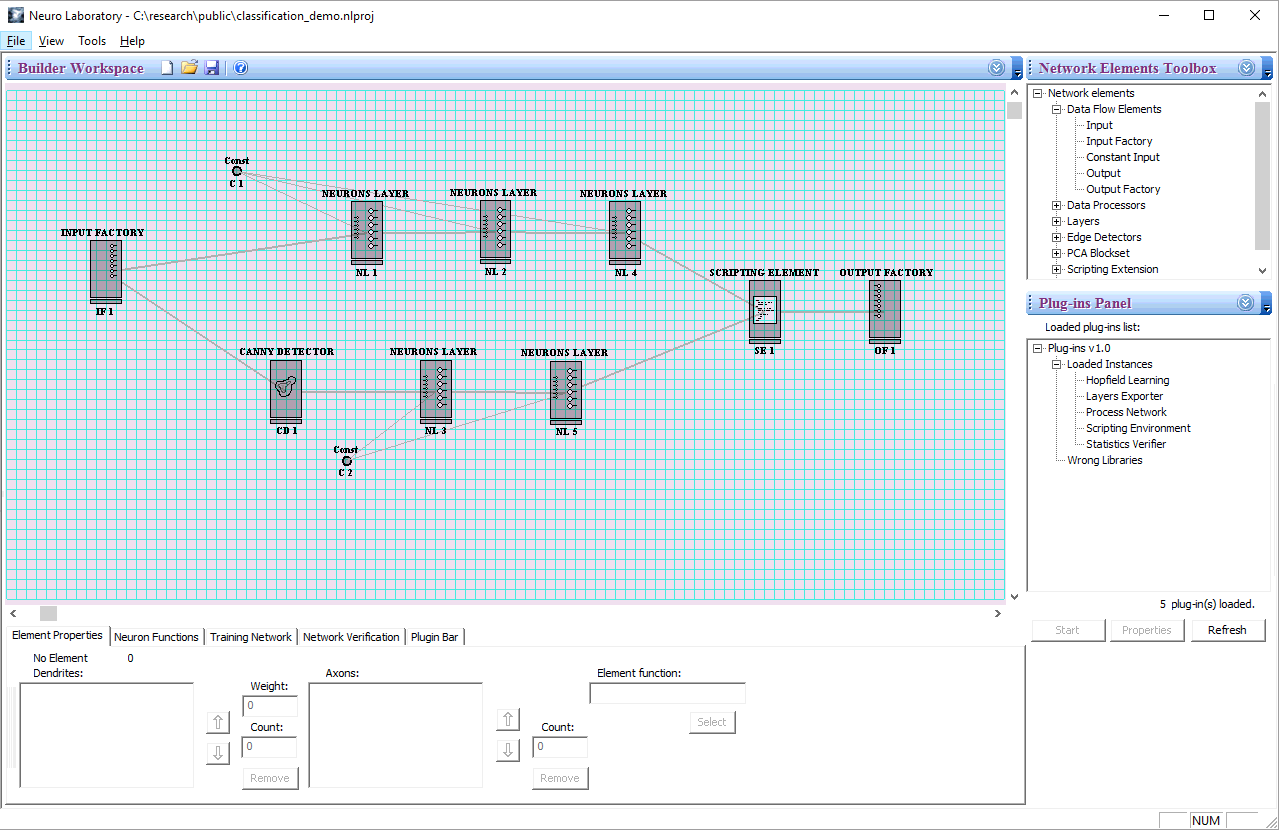 Neuro Laboratory - C:\research\public\classification_demo.nlproj
File View Tools Help
Builder Workspace
Network Elements Toolbox
Network elements
Data Flow Elements
Input
Input Factory
Constant Input
Output
Output Factory
Data Processors
Layers
Edge Detectors
PCA Blockset
Scripting Extension
Const
C 1
NEURONS LAYER
NL 1
NEURONS LAYER
NL 2
NEURONS LAYER
NL 4
INPUT FACTORY
IF 1
SCRIPTING ELEMENT
SE 1
OUTPUT FACTORY
OF 1
CANNY DETECTOR
CD 1
NEURONS LAYER
NL 3
NEURONS LAYER
NL 5
Const
C 2
Plug-ins Panel
Loaded plug-ins list:
Plug-ins v1.0
Loaded Instances
Hopfield Learning
Layers Exporter
Process Network
Scripting Environment
Statistics Verifier
Wrong Libraries
5 plug-in(s) loaded.
Start Properties Refresh
Element Properties Neuron Functions Training Network Network Verification Plugin Bar
No Element 0
Dendrites:
Weight:
0
Count:
0
Remove
Axons:
Count:
0
Remove
Element function:
Select
NUM